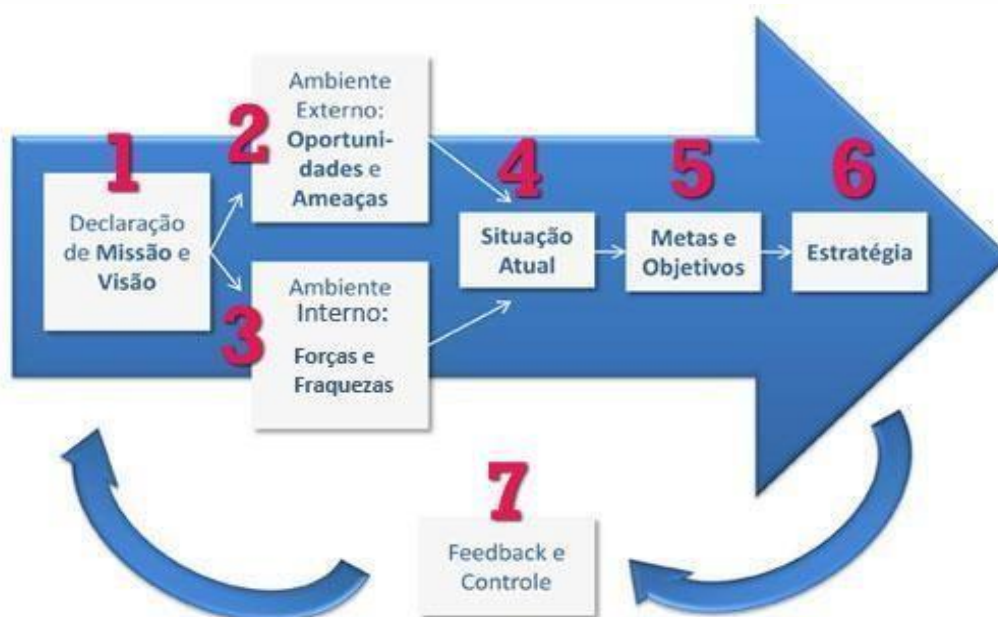 1
Declaração
de Missão e
Visão
2
Ambiente
Externo:
Oportuni-
dades e
Ameaças
3
Ambiente
Interno:
Forças e
Fraquezas
4
Situação
Atual
5
Metas e
Objetivos
6
Estratégia
7
Feedback e
Controle